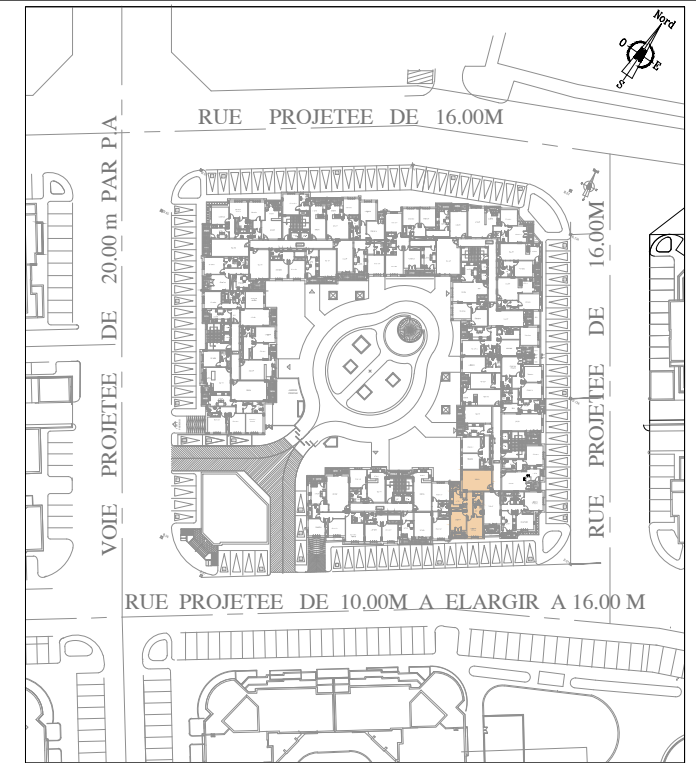 Nord
O
E
S
RUE PROJETEE DE 16.00M
VOIE PROJETEE DE 20,00 m PAR P.A
RUE PROJETEE DE 16.00M
RUE PROJETEE DE 10,00M A ELARGIR A 16.00 M